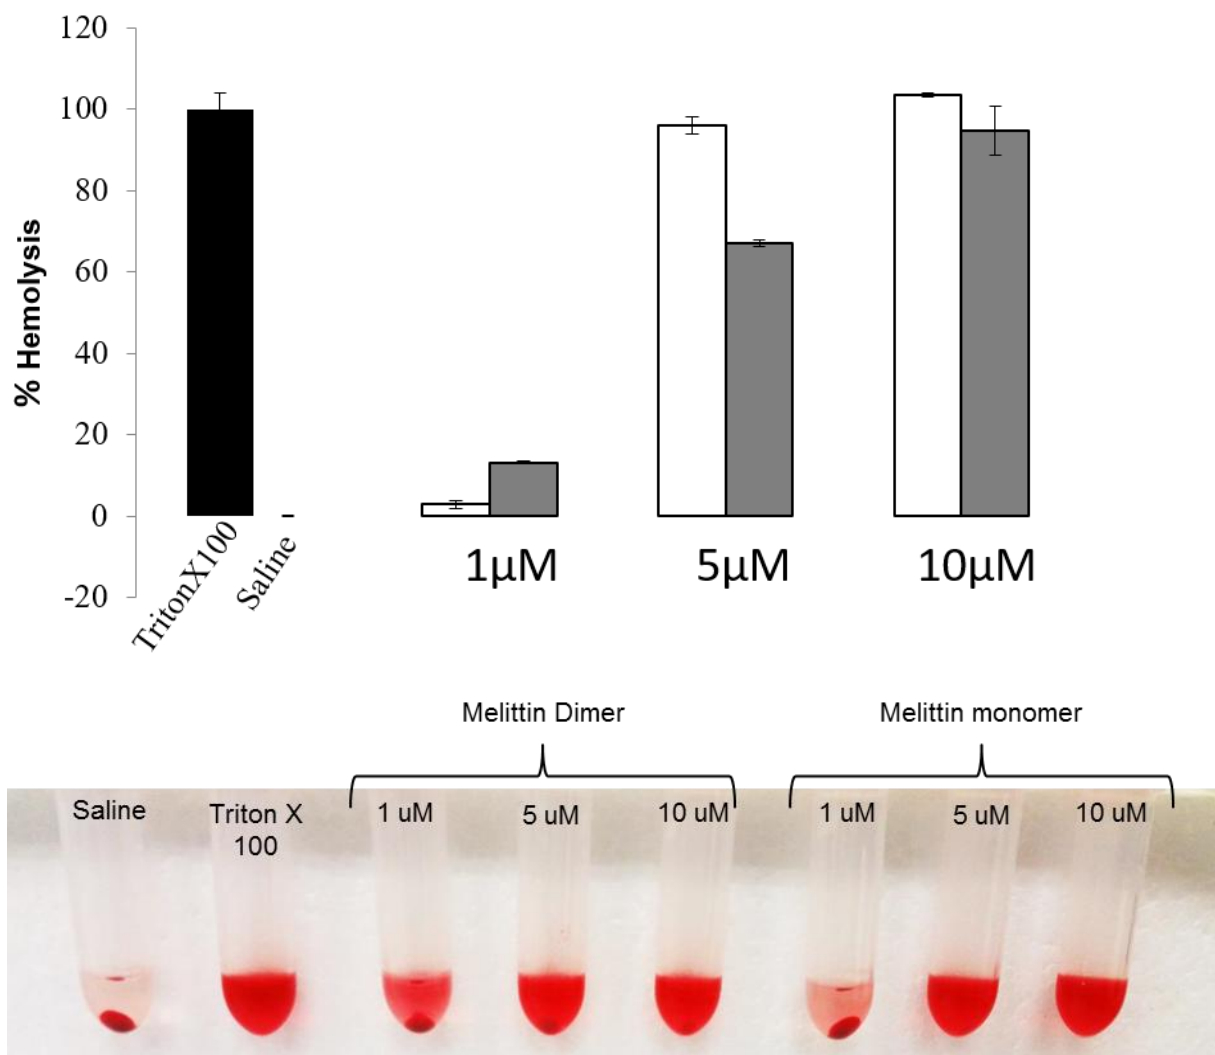 120
100
80
60
40
20
0
-20
% Hemolysis
TritonX100
Saline
1μM
5μM
10μM
Melittin Dimer
Melittin monomer
Saline
Triton X
100
1 uM
5 uM
10 uM
1 uM
5 uM
10 uM